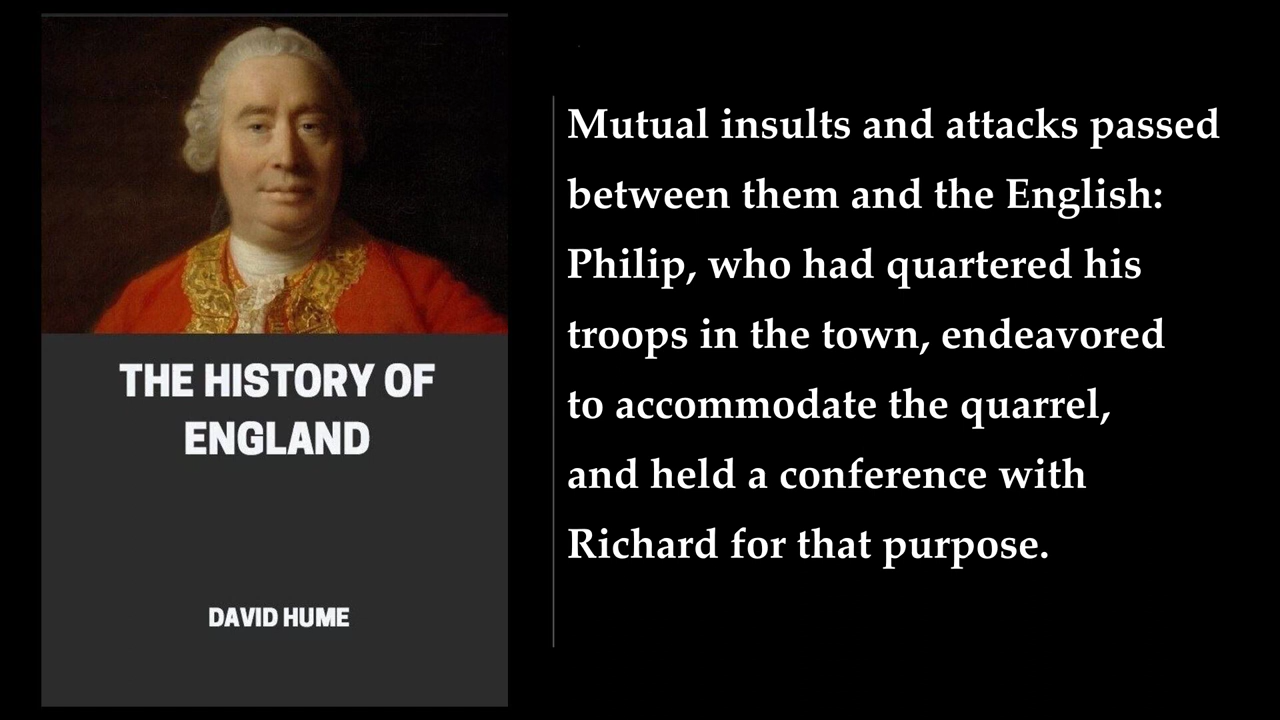 THE HISTORY OF
ENGLAND
DAVID HUME
Mutual insults and attacks passed
between them and the English:
Philip, who had quartered his
troops in the town, endeavored
to accommodate the quarrel,
and held a conference with
Richard for that purpose.